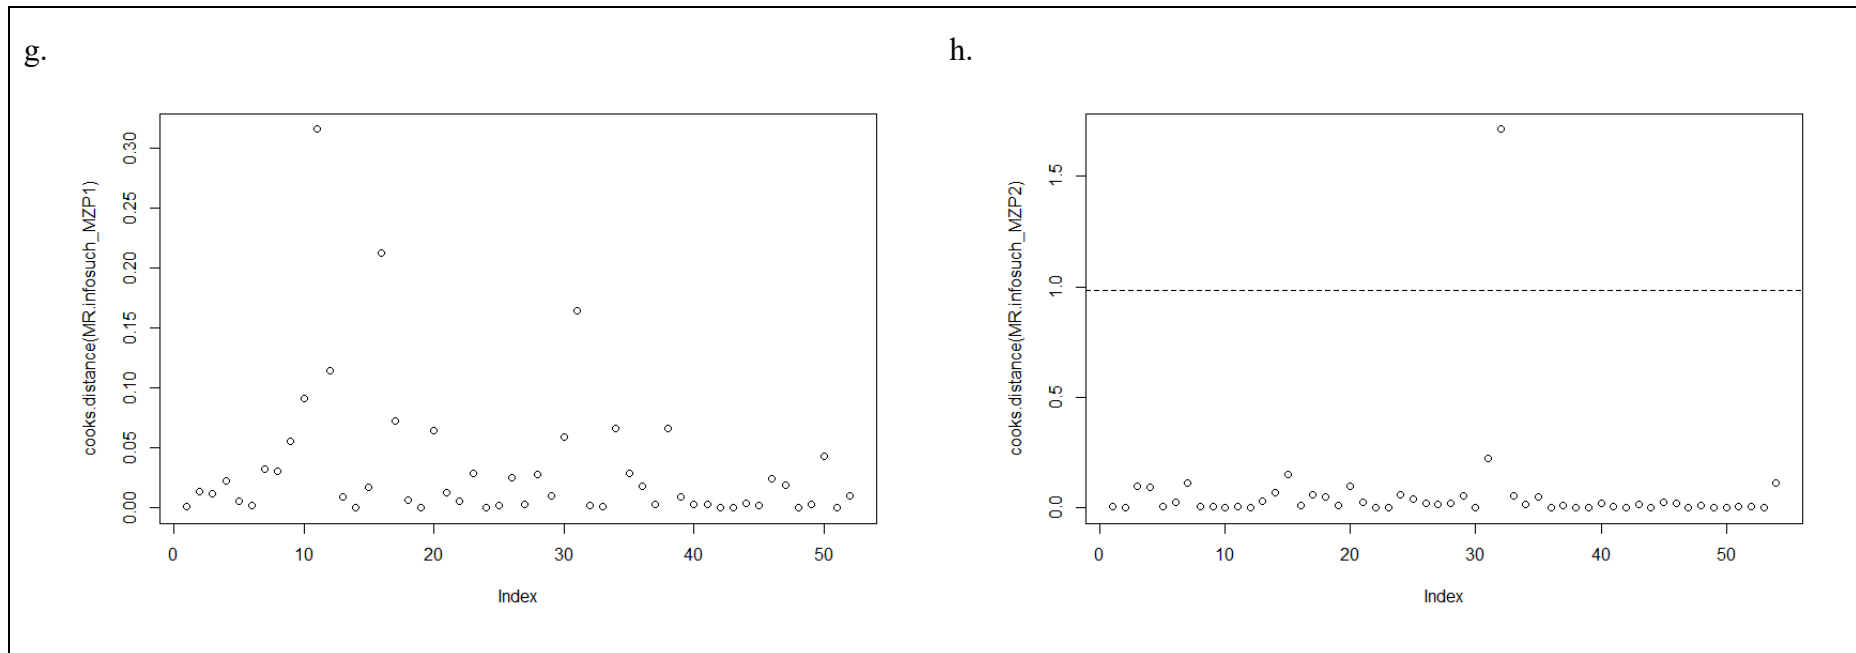 g.
h.
cooks.distance(MR.infosuch_MZP1)
0.30
0.25
0.20
0.15
0.10
0.05
0.00
0 10 20 30 40 50
Index
cooks.distance(MR.infosuch_MZP2)
1.5
1.0
0.5
0.0
0 10 20 30 40 50
Index